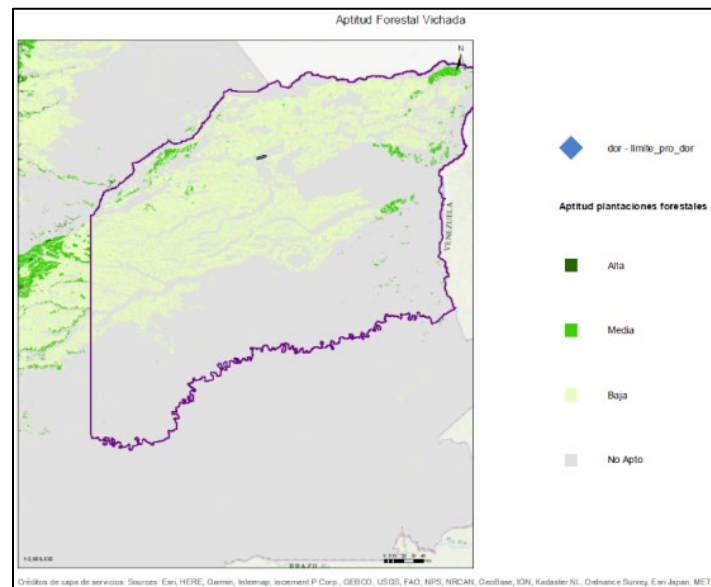 Aptitud Forestal Vichada
N
dor - limite_pro_dor
Aptitud plantaciones forestales
VENEZUELA
Alta
Media
Baja
No Apto
Créditos de capa de servicios: Sources: Esri, HERE, Garmin, Intermap, increment P Corp., GEBCO, USGS, FAO, NPS, NRCAN, GeoBase, IGN, Kadaster NL, Ordnance Survey, Esri Japan, MET